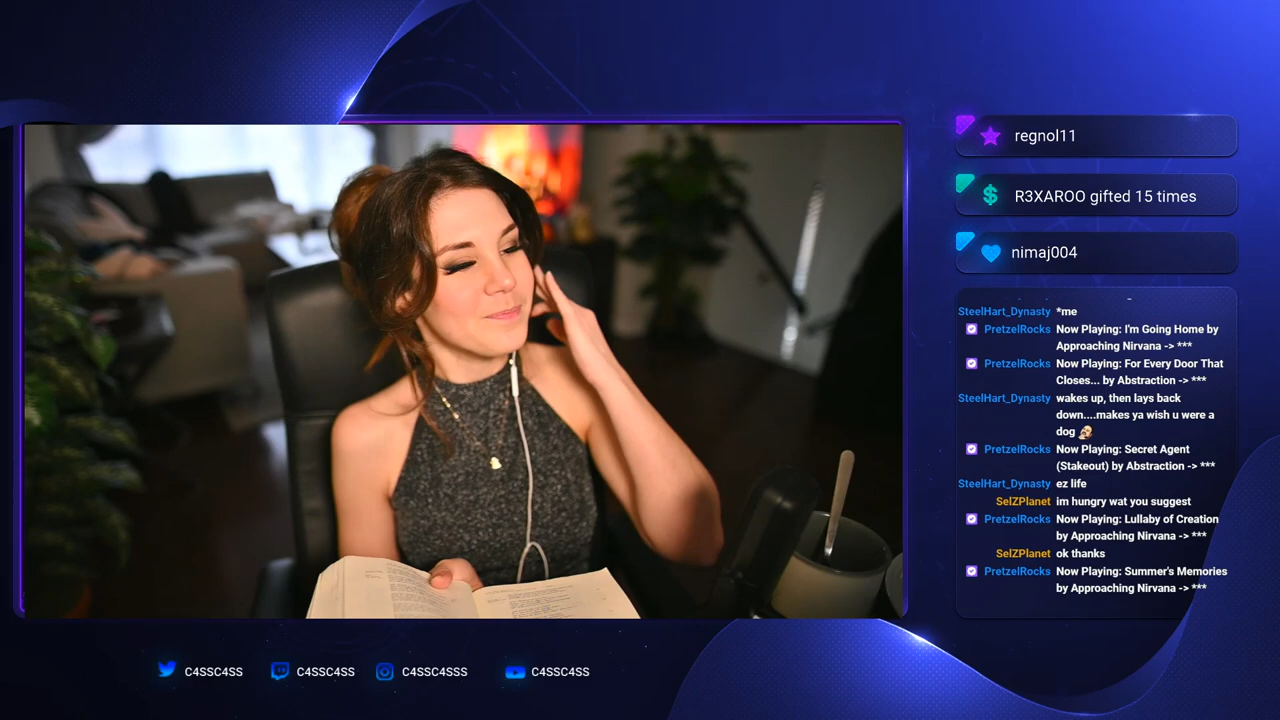 regnol11
R3XAROO gifted 15 times
nimaj004
SteelHart_Dynasty *me
PretzelRocks Now Playing: I'm Going Home by
Approaching Nirvana -> ***
PretzelRocks Now Playing: For Every Door That
Closes... by Abstraction -> ***
SteelHart_Dynasty wakes up, then lays back
down....makes ya wish u were a
dog
PretzelRocks Now Playing: Secret Agent
(Stakeout) by Abstraction -> ***
SteelHart_Dynasty ez life
SelZPlanet im hungry wat you suggest
PretzelRocks Now Playing: Lullaby of Creation
by Approaching Nirvana -> ***
SelZPlanet ok thanks
PretzelRocks Now Playing: Summer's Memories
by Approaching Nirvana -> ***
C4SSC4SS C4SSC4SS C4SSC4SSS C4SSC4SS